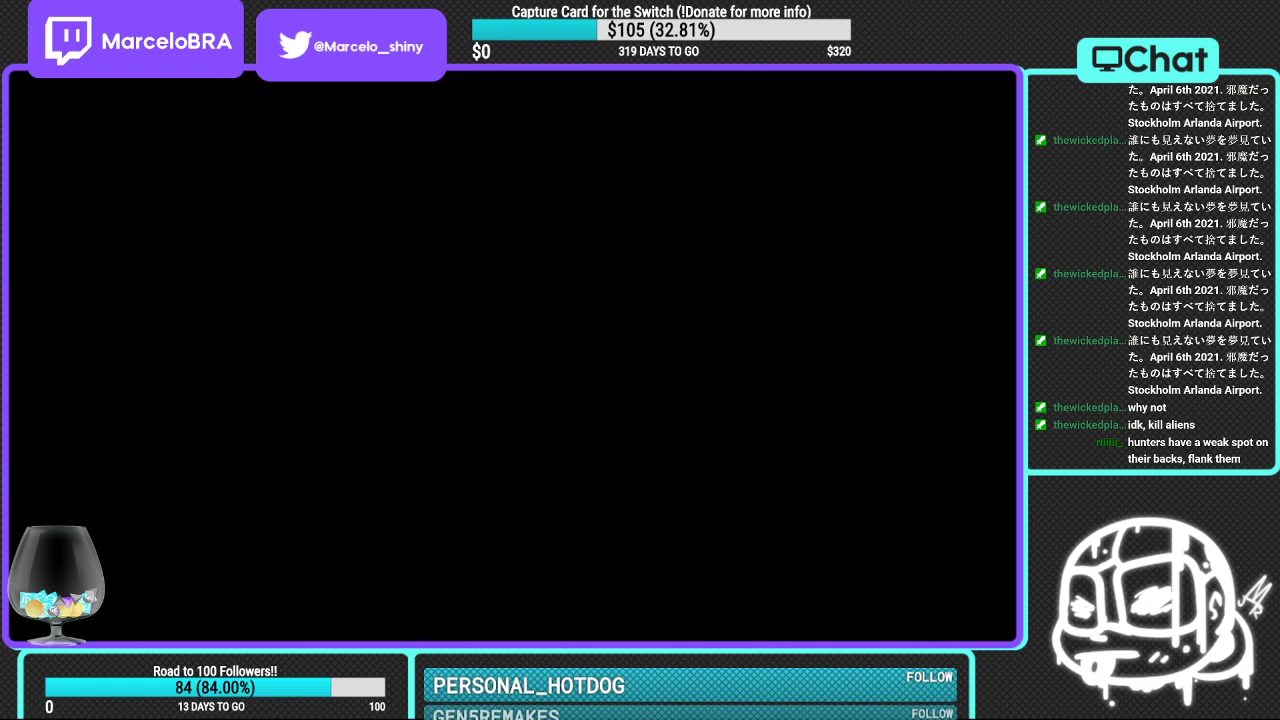 MarceloBRA
@Marcelo_shiny
Capture Card for the Switch (!Donate for more info)
$105 (32.81%)
$0
319 DAYS TO GO
$320
Chat
た。April 6th 2021. 邪魔だっ
たものはすべて捨てました。
Stockholm Arlanda Airport.
thewickedpla... 誰にも見えない夢を夢見てい
た。April 6th 2021. 邪魔だっ
たものはすべて捨てました。
Stockholm Arlanda Airport.
thewickedpla... 誰にも見えない夢を夢見てい
た。April 6th 2021. 邪魔だっ
たものはすべて捨てました。
Stockholm Arlanda Airport.
thewickedpla... 誰にも見えない夢を夢見てい
た。April 6th 2021. 邪魔だっ
たものはすべて捨てました。
Stockholm Arlanda Airport.
thewickedpla... 誰にも見えない夢を夢見てい
た。April 6th 2021. 邪魔だっ
たものはすべて捨てました。
Stockholm Arlanda Airport.
thewickedpla... why not
thewickedpla... idk, kill aliens
hunters have a weak spot on
their backs, flank them
Road to 100 Followers!!
84 (84.00%)
0
13 DAYS TO GO
100
PERSONAL_HOTDOG
FOLLOW
GEN5REMAKES
FOLLOW